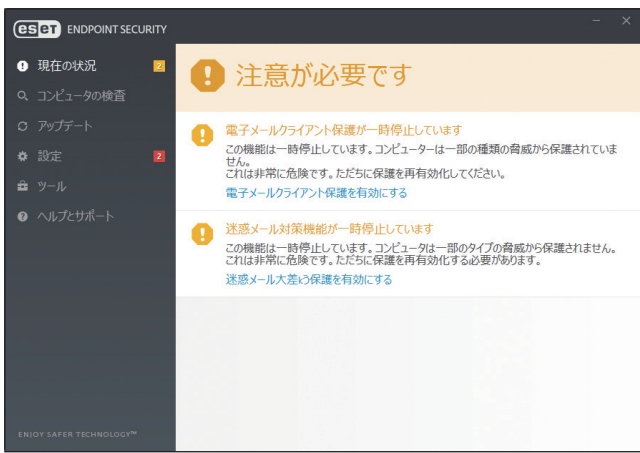 eset ENDPOINT SECURITY
現在の状況 2
コンピュータの検査
アップデート
設定 2
ツール
ヘルプとサポート
ENJOY SAFER TECHNOLOGY™
注意が必要です
電子メールクライアント保護が一時停止しています
この機能は一時停止しています。コンピューターは一部の種類の脅威から保護されていま
せん。
これは非常に危険です。ただちに保護を再有効化してください。
電子メールクライアント保護を有効にする
迷惑メール対策機能が一時停止しています
この機能は一時停止しています。コンピュータは一部のタイプの脅威から保護されません。
これは非常に危険です。ただちに保護を再有効化する必要があります。
迷惑メール大差いう保護を有効にする